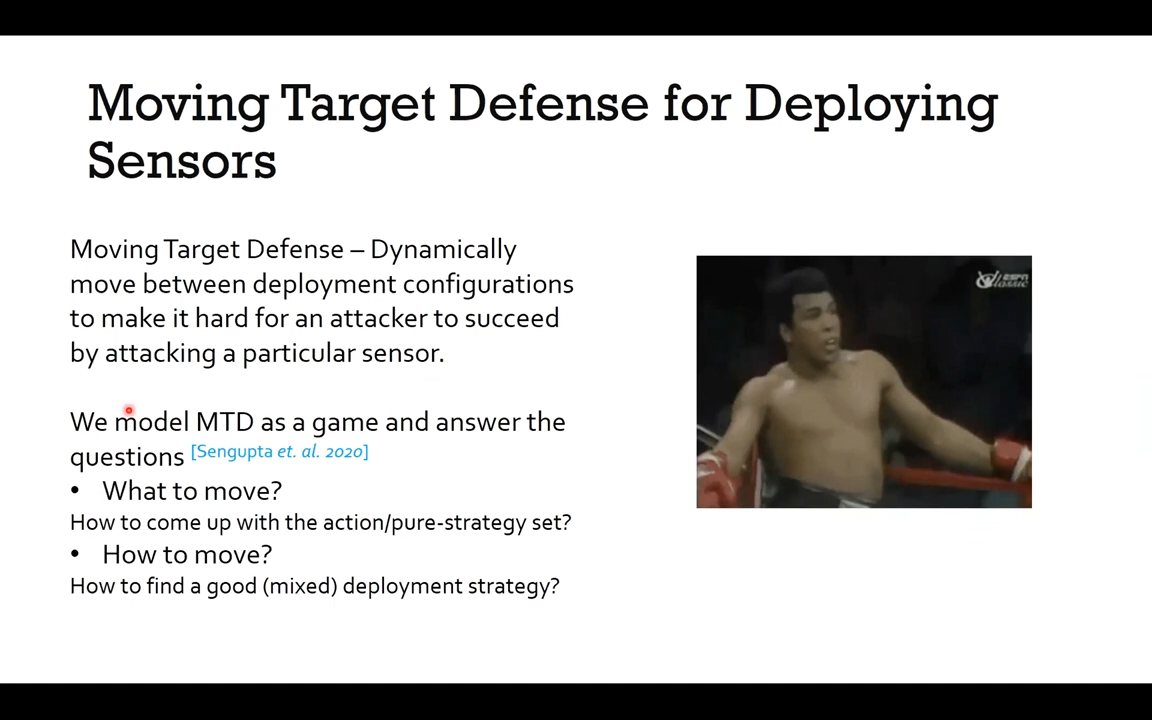 Moving Target Defense for Deploying
Sensors
Moving Target Defense – Dynamically
move between deployment configurations
to make it hard for an attacker to succeed
by attacking a particular sensor.
We model MTD as a game and answer the
questions [Sengupta et. al. 2020]
• What to move?
How to come up with the action/pure-strategy set?
• How to move?
How to find a good (mixed) deployment strategy?
ESPN
Classic